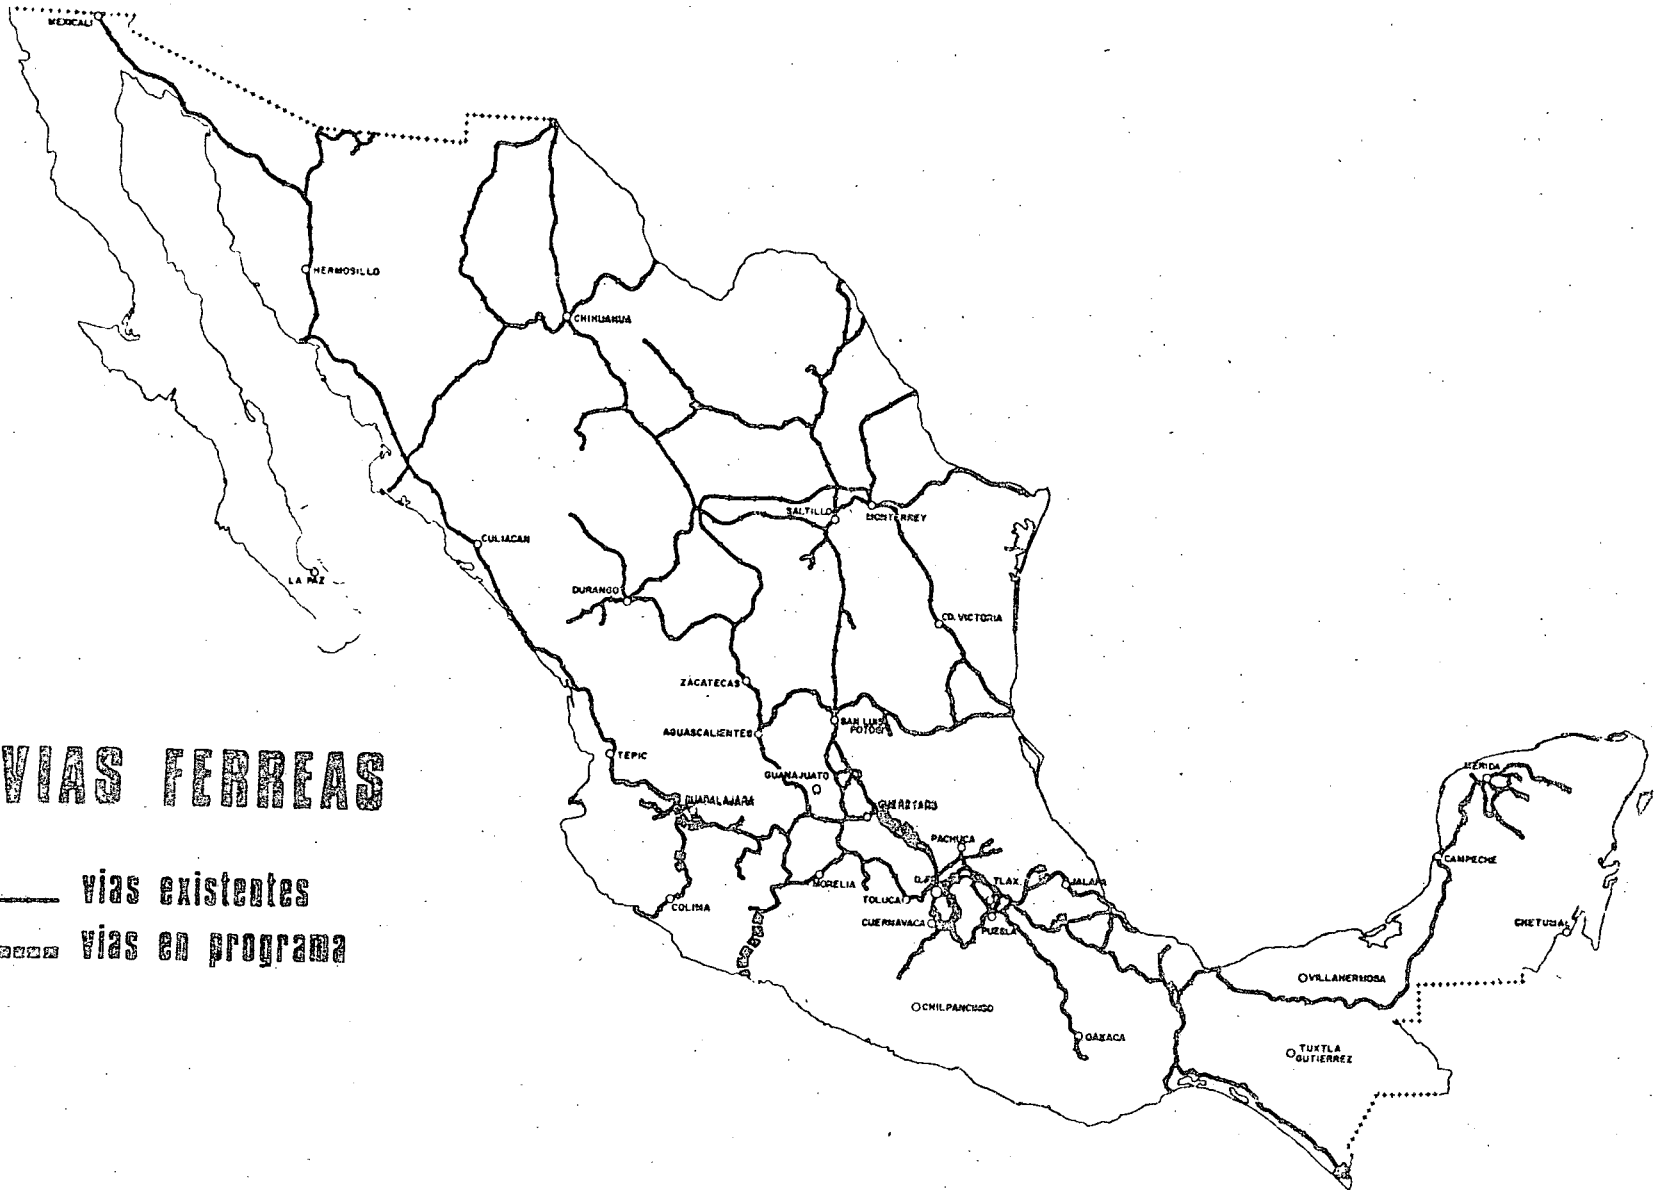 MEXICALI
HERMOSILLO
CHIHUAHUA
SALTILLO
MONTERREY
CULIACAN
LA PAZ
DURANGO
CD. VICTORIA
ZACATECAS
SAN LUIS
POTOSI
AGUASCALIENTES
TEPIC
GUANAJUATO
VIAS FERREAS
GUADALAJARA
QUERETARO
MERIDA
PACHUCA
CAMPECHE
vias existentes
MORELIA
D.F.
TLAX.
JALAPA
TOLUCA
COLIMA
CUERNAVACA
PUEBLA
CHETUMAL
vias en programa
VILLAHERMOSA
CHILPANCINGO
OAXACA
TUXTLA
GUTIERREZ